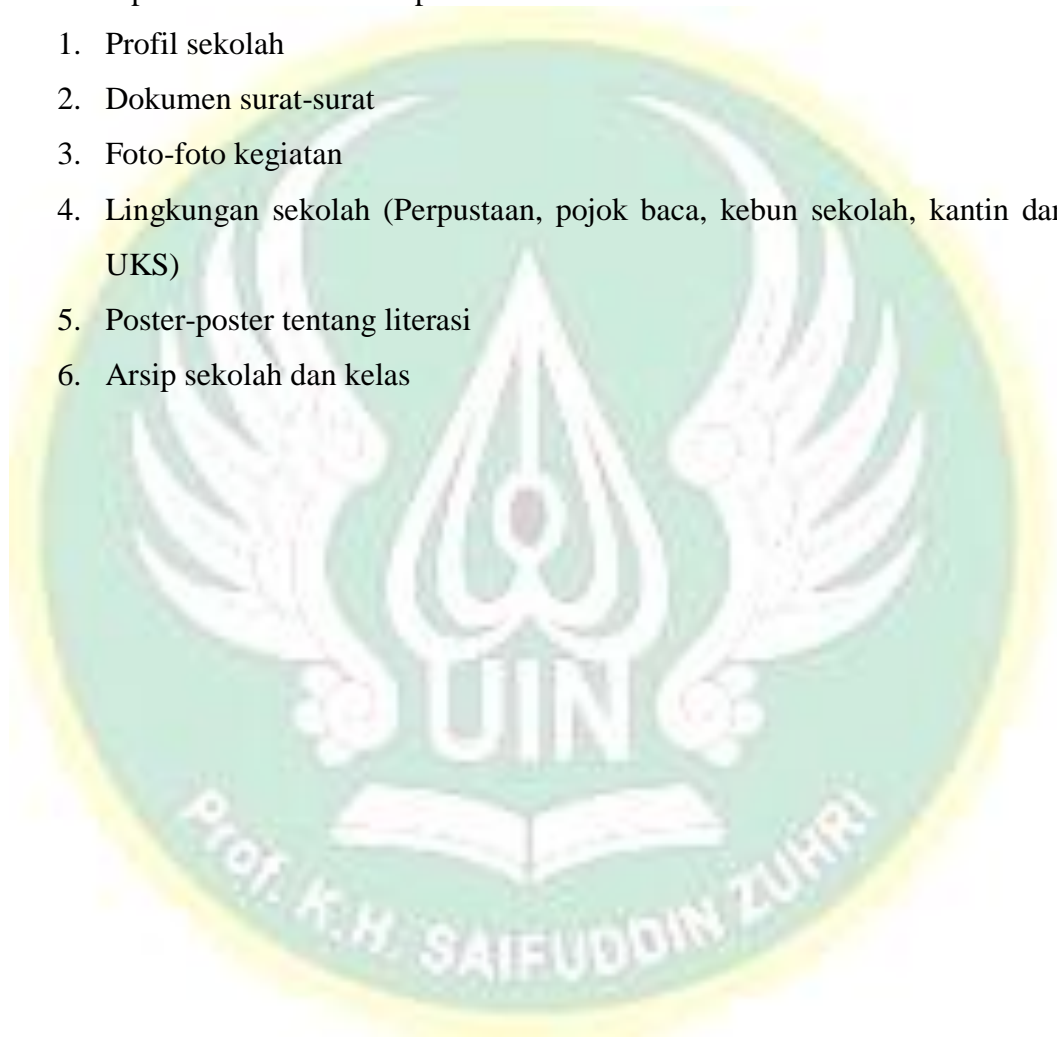 1. Profil sekolah
2. Dokumen surat-surat
3. Foto-foto kegiatan
4. Lingkungan sekolah (Perpustaan, pojok baca, kebun sekolah, kantin dan
UKS)
5. Poster-poster tentang literasi
6. Arsip sekolah dan kelas
UIN
Prof. K.H. SAIFUDDIN ZUHRI